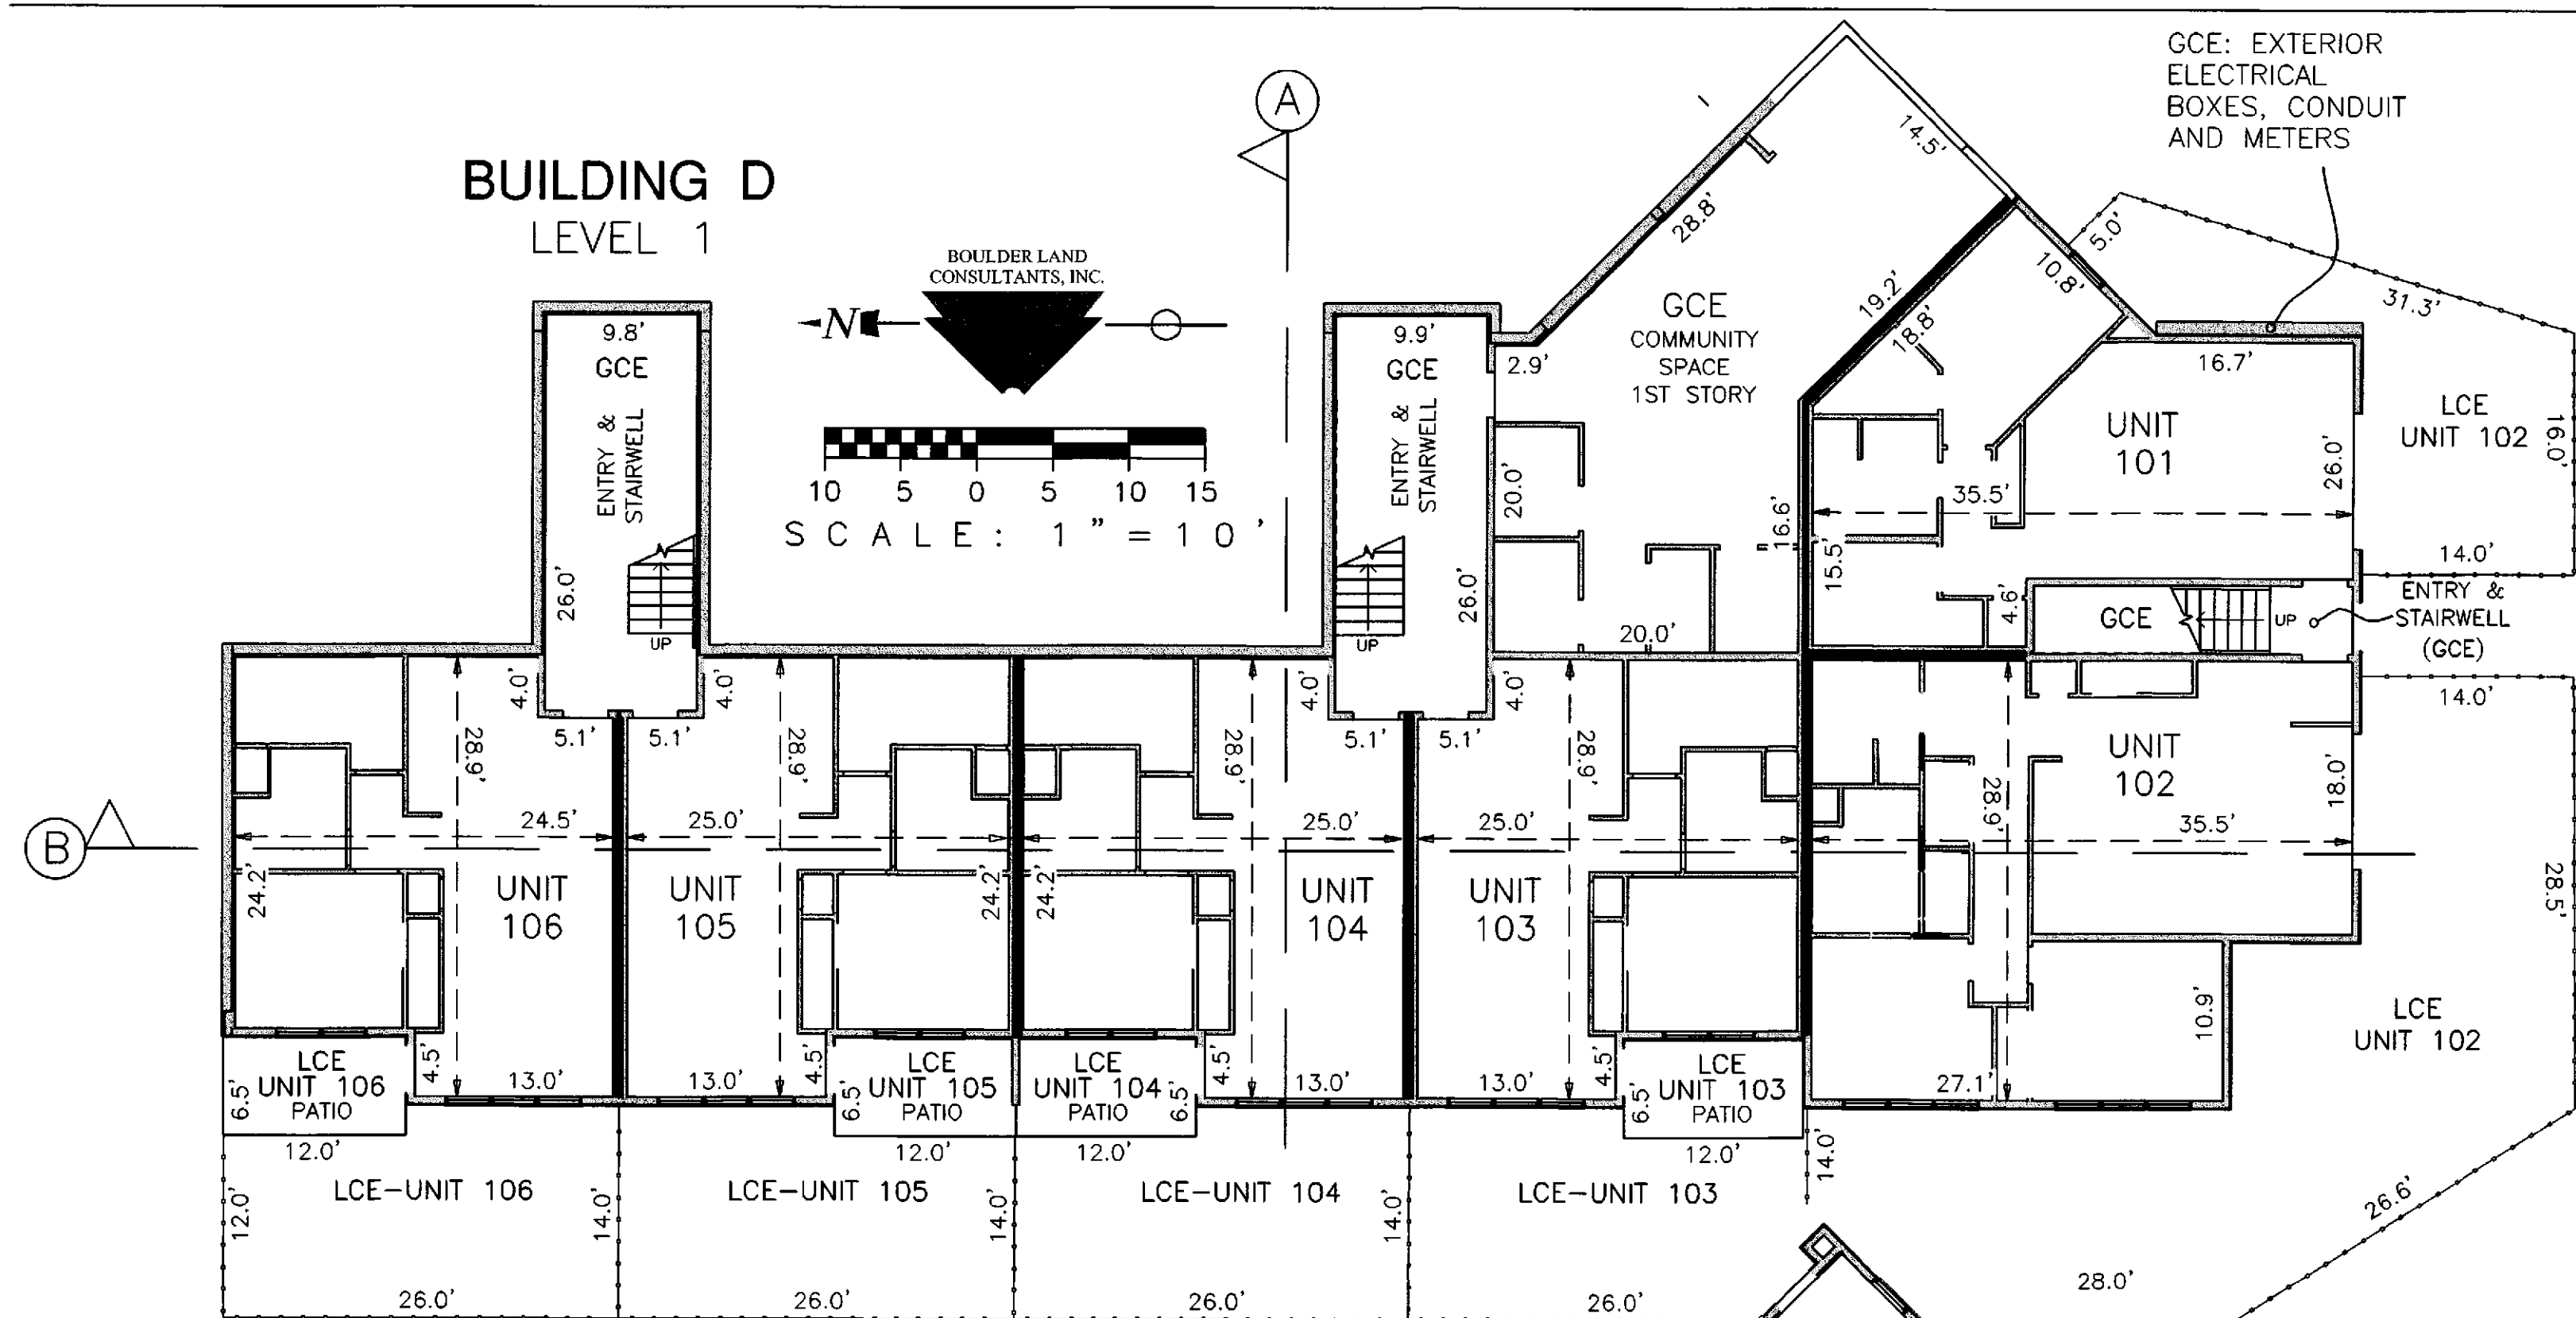 BUILDING D
LEVEL 1
BOULDER LAND
CONSULTANTS, INC.
N
10 5 0 5 10 15
SCALE: 1" = 10'
A
B
GCE: EXTERIOR
ELECTRICAL
BOXES, CONDUIT
AND METERS
9.8'
GCE
ENTRY &
STAIRWELL
26.0'
UP
9.9'
GCE
ENTRY &
STAIRWELL
26.0'
UP
2.9'
28.8'
14.5'
GCE
COMMUNITY
SPACE
1ST STORY
19.2'
18.8'
20.0'
20.0'
16.6'
10.8'
5.0'
31.3'
16.7'
UNIT
101
35.5'
26.0'
15.5'
4.6'
LCE
UNIT 102
16.0'
14.0'
GCE
UP
ENTRY &
STAIRWELL
(GCE)
14.0'
4.0'
5.1'
28.9'
24.5'
24.2'
UNIT
106
LCE
UNIT 106
PATIO
6.5'
4.5'
13.0'
12.0'
LCE-UNIT 106
12.0'
26.0'
4.0'
5.1'
28.9'
25.0'
24.2'
UNIT
105
LCE
UNIT 105
PATIO
6.5'
4.5'
13.0'
12.0'
LCE-UNIT 105
14.0'
26.0'
4.0'
5.1'
28.9'
25.0'
24.2'
UNIT
104
LCE
UNIT 104
PATIO
6.5'
4.5'
13.0'
12.0'
LCE-UNIT 104
14.0'
26.0'
4.0'
5.1'
28.9'
25.0'
UNIT
103
LCE
UNIT 103
PATIO
6.5'
4.5'
13.0'
12.0'
LCE-UNIT 103
14.0'
26.0'
UNIT
102
28.9'
35.5'
18.0'
10.9'
27.1'
14.0'
LCE
UNIT 102
28.5'
26.6'
28.0'